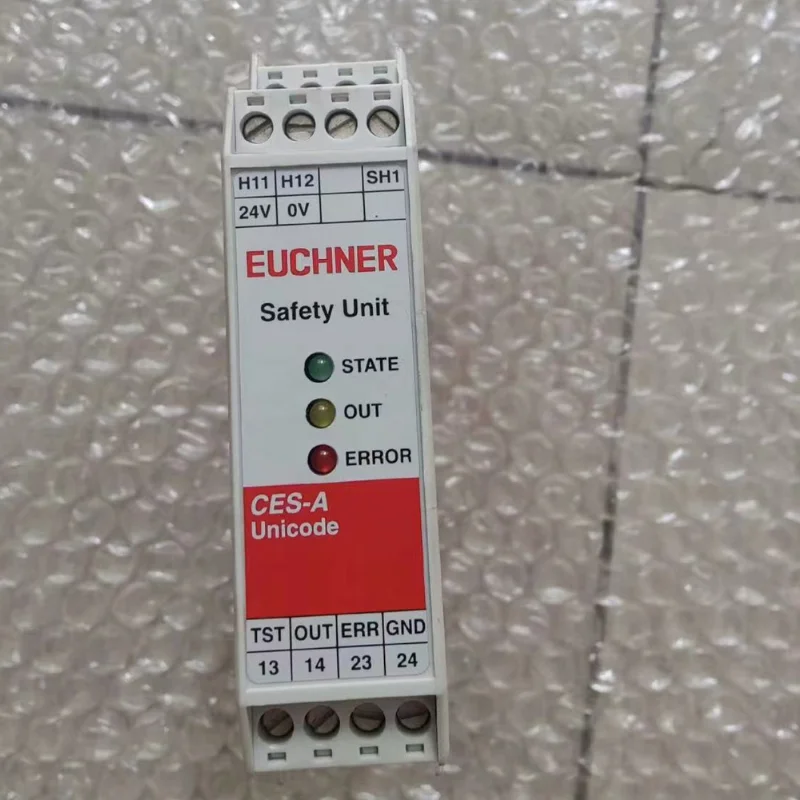 H11 H12 SH1
24V 0V
EUCHNER
Safety Unit
STATE
OUT
ERROR
CES-A
Unicode
TST OUT ERR GND
13 14 23 24